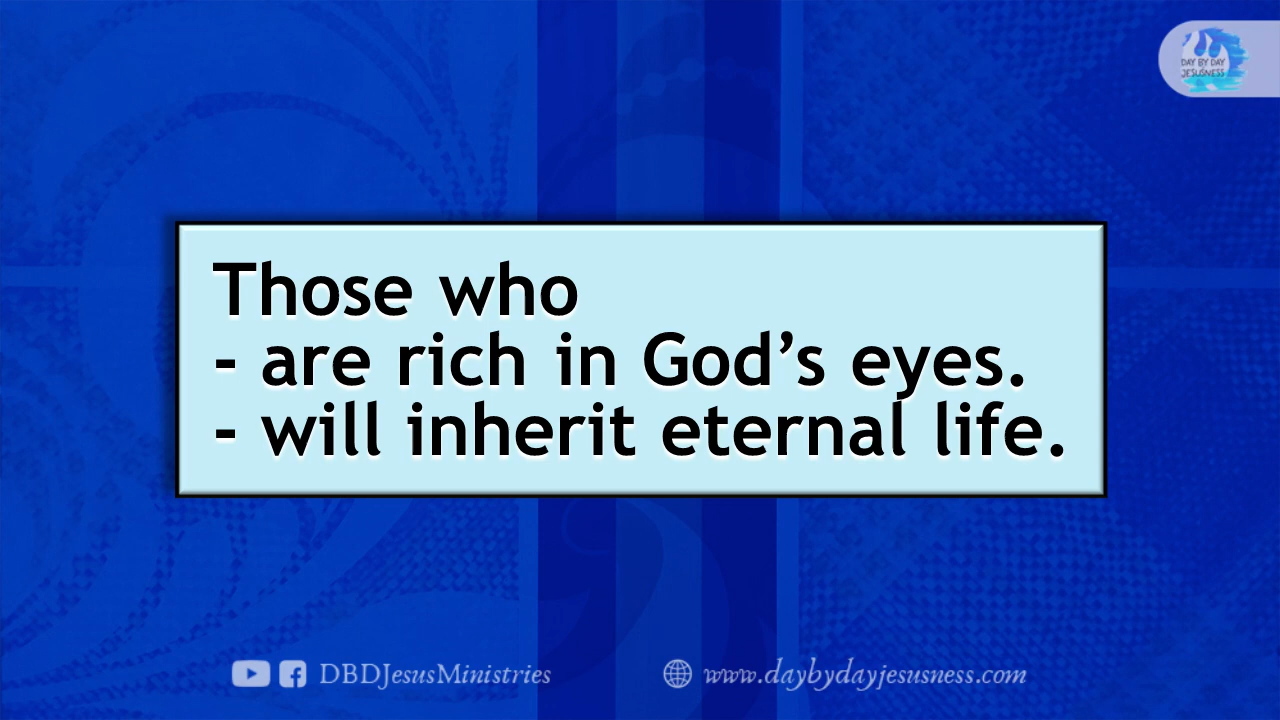 DAY BY DAY
JESUSNESS
Those who
- are rich in God’s eyes.
- will inherit eternal life.
DBDJesusMinistries
www.daybydayjesusness.com